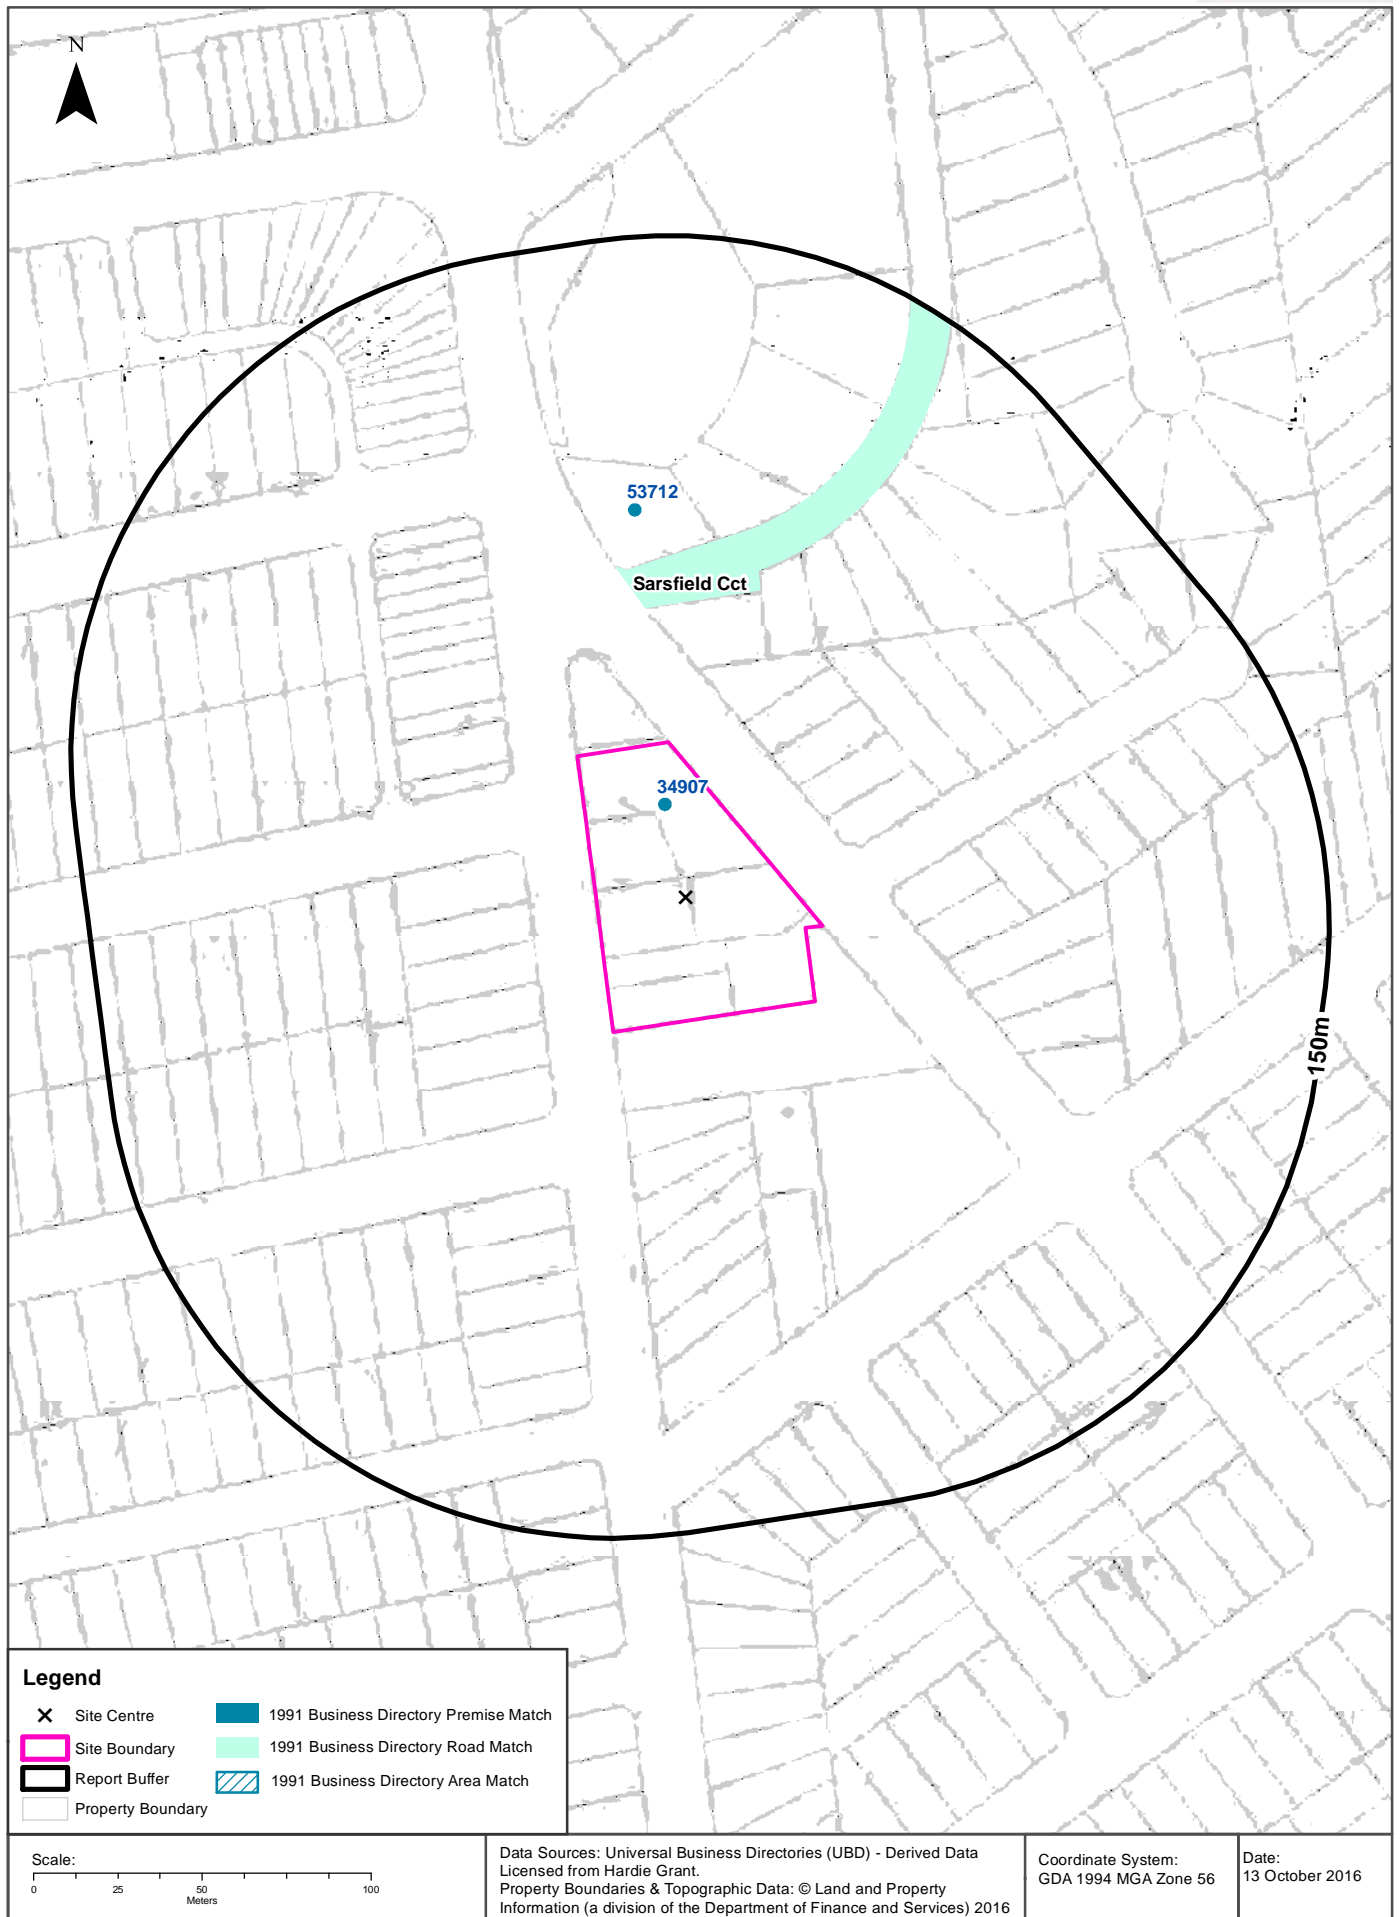 N
53712
Sarsfield Cct
34907
150m
Legend
Site Centre
Site Boundary
Report Buffer
Property Boundary
1991 Business Directory Premise Match
1991 Business Directory Road Match
1991 Business Directory Area Match
Scale:
0 25 50 100
Meters
Data Sources: Universal Business Directories (UBD) - Derived Data
Licensed from Hardie Grant.
Property Boundaries & Topographic Data: © Land and Property
Information (a division of the Department of Finance and Services) 2016
Coordinate System:
GDA 1994 MGA Zone 56
Date:
13 October 2016